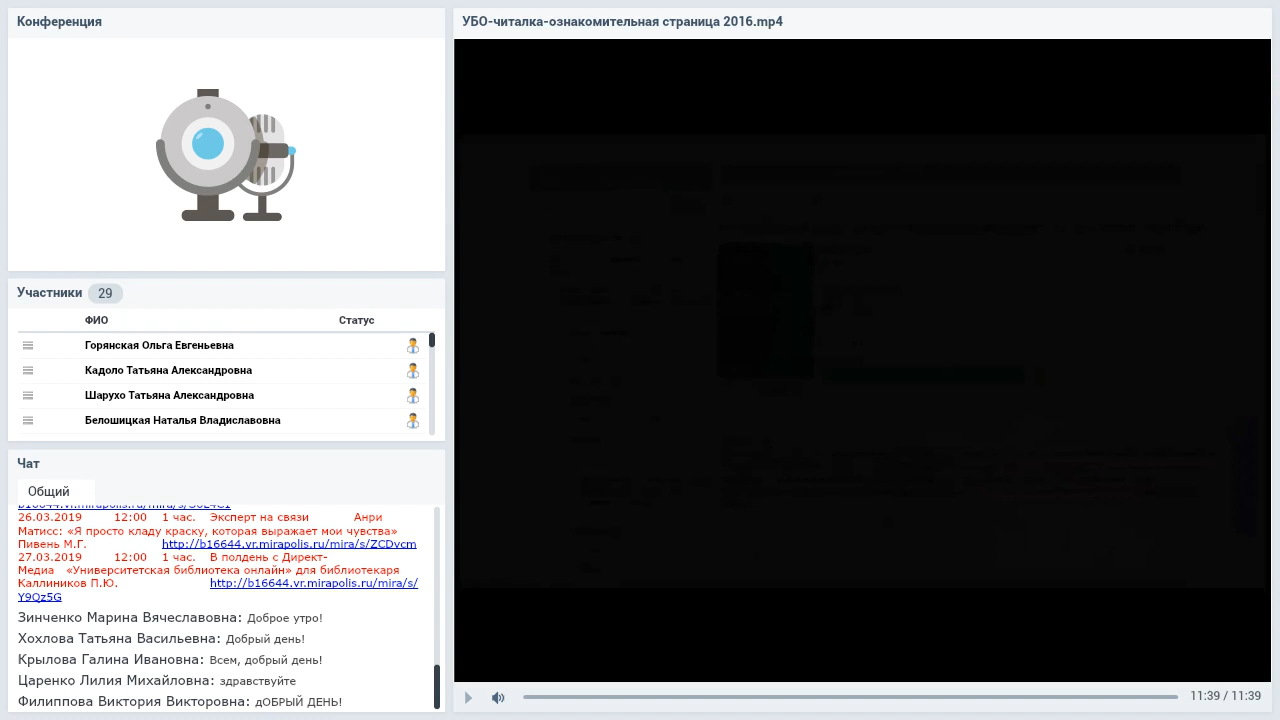 Конференция
УБО-читалка-ознакомительная страница 2016.mp4
Участники 29
ФИО Статус
Горянская Ольга Евгеньевна
Кадоло Татьяна Александровна
Шарухо Татьяна Александровна
Белошицкая Наталья Владиславовна
Чат
Общий
26.03.2019 12:00 1 час. Эксперт на связи Анри
Матисс: «Я просто кладу краску, которая выражает мои чувства»
Пивень М.Г. http://b16644.vr.mirapolis.ru/mira/s/ZCDvcm
27.03.2019 12:00 1 час. В полдень с Директ-
Медиа «Университетская библиотека онлайн» для библиотекаря
Каллиников П.Ю. http://b16644.vr.mirapolis.ru/mira/s/
Y9Qz5G
Зинченко Марина Вячеславовна: Доброе утро!
Хохлова Татьяна Васильевна: Добрый день!
Крылова Галина Ивановна: Всем, добрый день!
Царенко Лилия Михайловна: здравствуйте
Филиппова Виктория Викторовна: дОБРЫЙ ДЕНЬ!
11:39 / 11:39